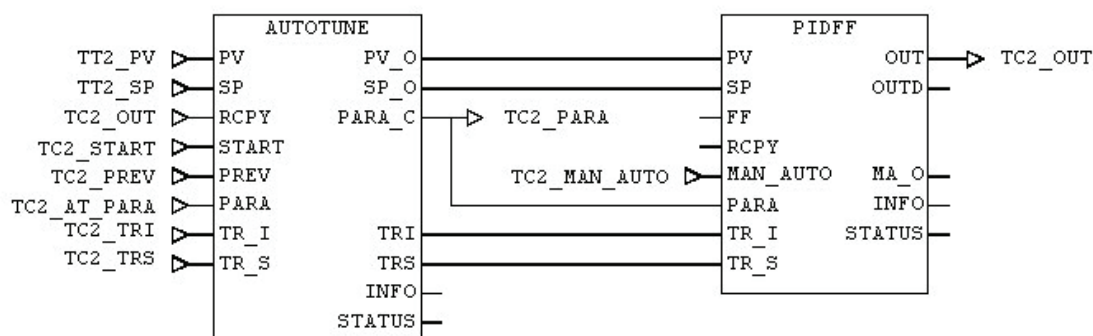 AUTOTUNE PIDFF
TT2_PV PV PV_O PV OUT TC2_OUT
TT2_SP SP SP_O SP OUTD
TC2_OUT RCPY PARA_C TC2_PARA FF
TC2_START START RCPY
TC2_PREV PREV TC2_MAN_AUTO MAN_AUTO MA_O
TC2_AT_PARA PARA PARA INFO
TC2_TRI TR_I TRI TR_I STATUS
TC2_TRS TR_S TRS TR_S
INFO
STATUS